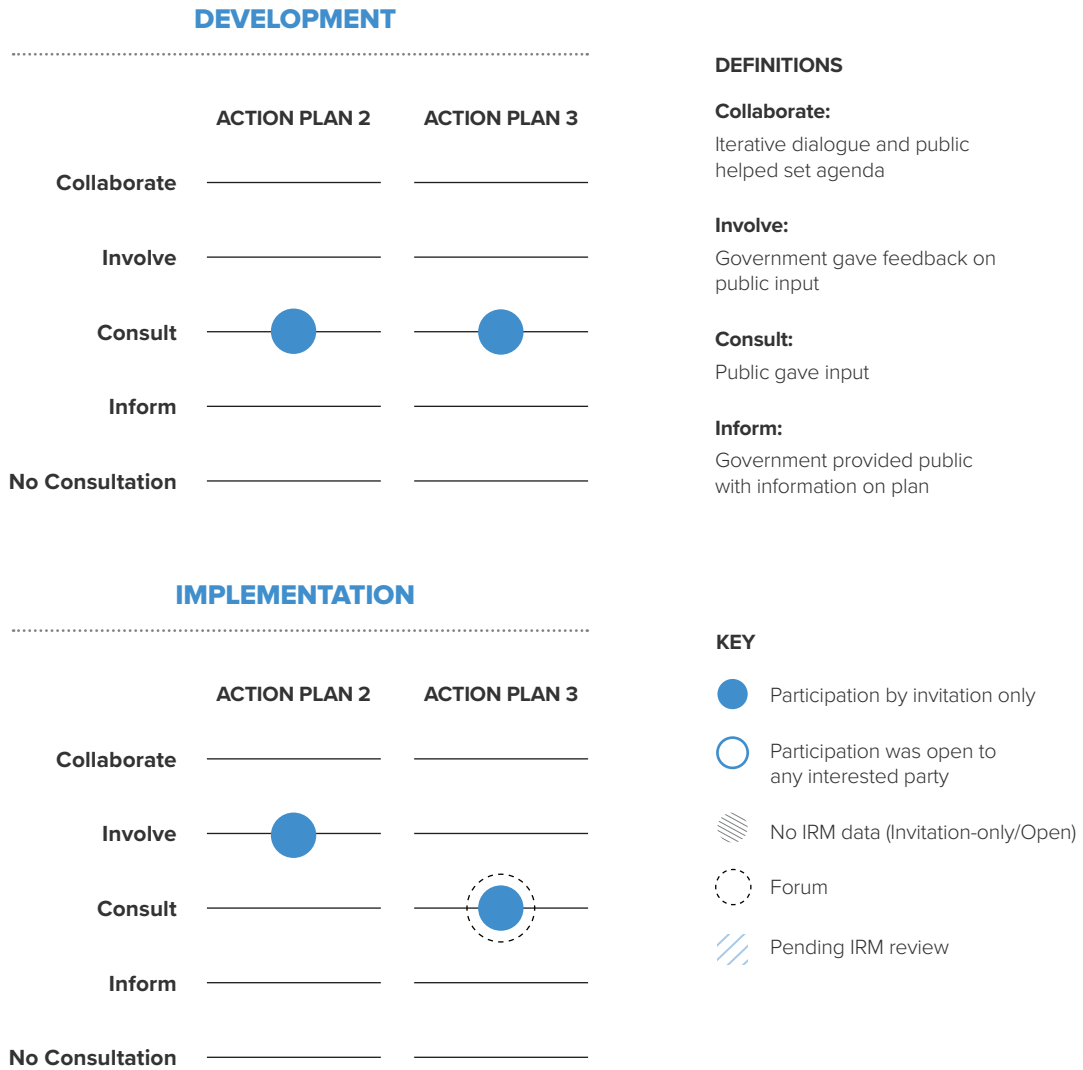 DEVELOPMENT
ACTION PLAN 2
ACTION PLAN 3
Collaborate
Involve
Consult
Inform
No Consultation
DEFINITIONS
Collaborate:
Iterative dialogue and public
helped set agenda
Involve:
Government gave feedback on
public input
Consult:
Public gave input
Inform:
Government provided public
with information on plan
IMPLEMENTATION
ACTION PLAN 2
ACTION PLAN 3
Collaborate
Involve
Consult
Inform
No Consultation
KEY
Participation by invitation only
Participation was open to
any interested party
No IRM data (Invitation-only/Open)
Forum
Pending IRM review